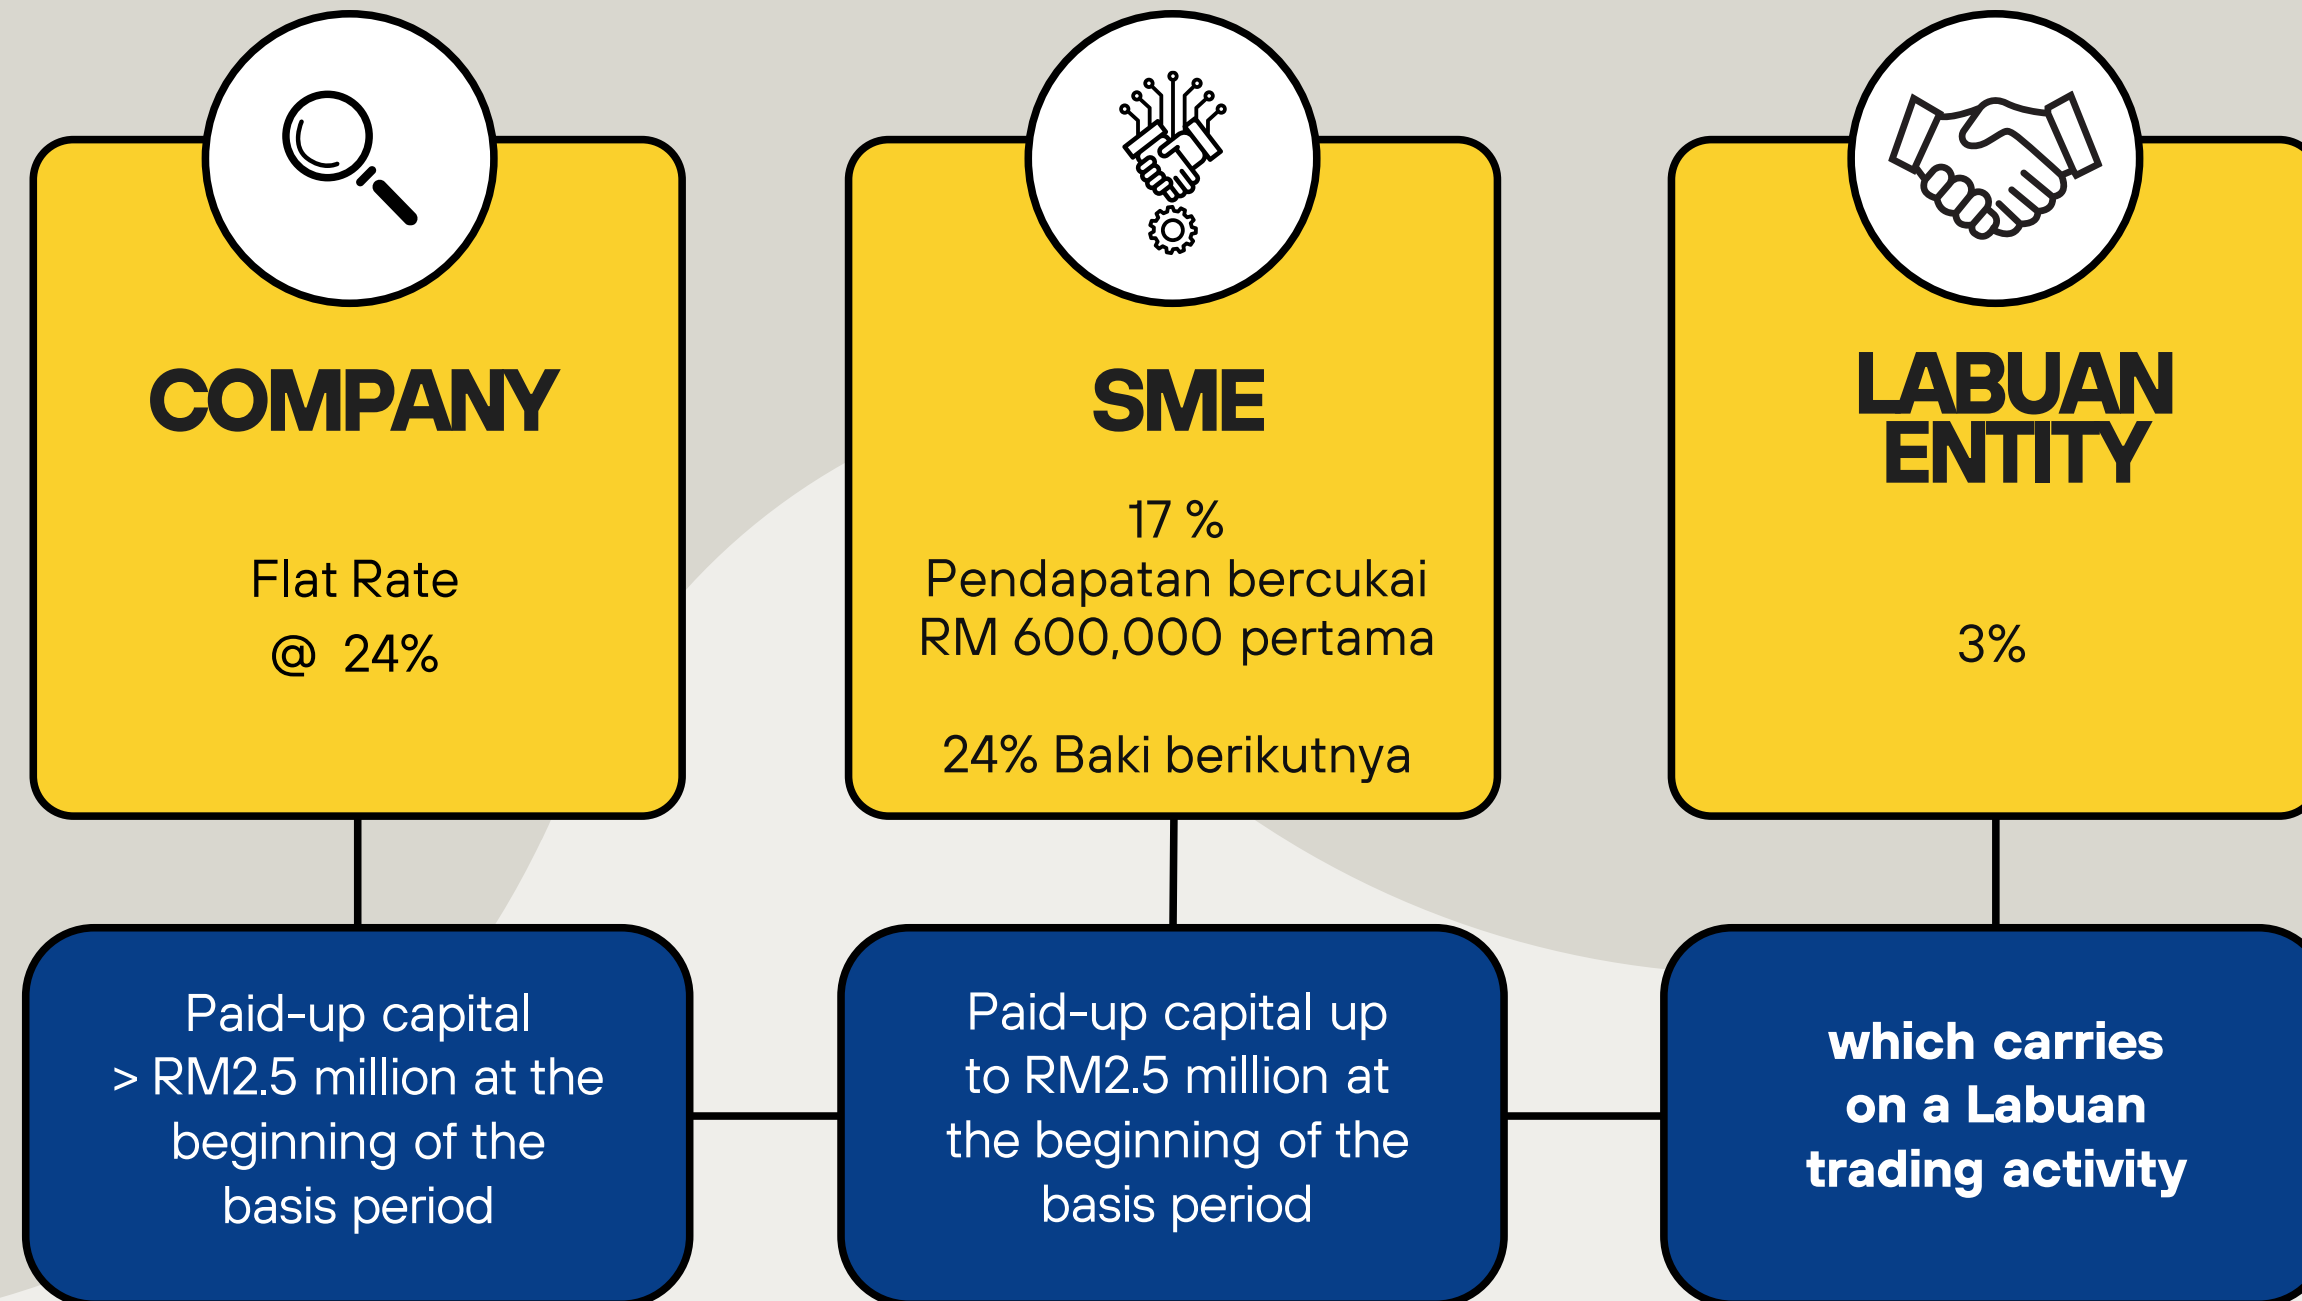 COMPANY
Flat Rate
@ 24%
Paid-up capital
> RM2.5 million at the
beginning of the
basis period
SME
17 %
Pendapatan bercukai
RM 600,000 pertama
24% Baki berikutnya
Paid-up capital up
to RM2.5 million at
the beginning of the
basis period
LABUAN
ENTITY
3%
which carries
on a Labuan
trading activity